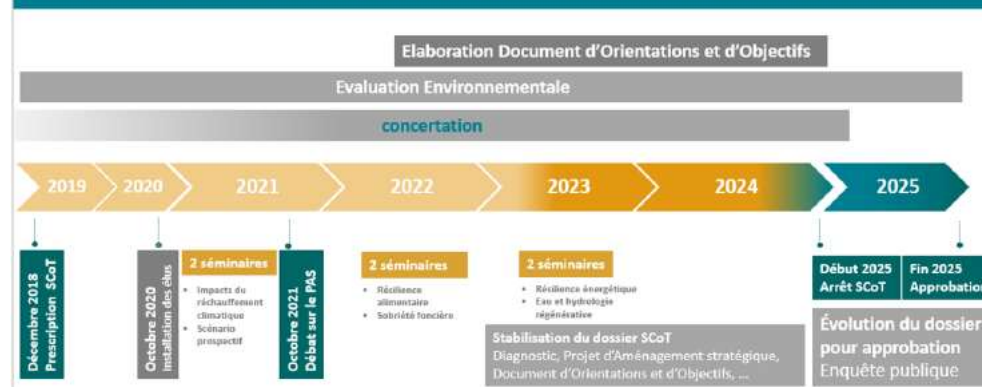 Elaboration Document d'Orientations et d'Objectifs
Evaluation Environnementale
concertation
2019
2020
2021
2022
2023
2024
2025
Décembre 2018
Prescription SCoT
Octobre 2020
Installation des élus
2 séminaires
• Impacts du
réchauffement
climatique
• Scénario
prospectif
Octobre 2021
Débat sur le PAS
2 séminaires
• Résilience
alimentaire
• Sobriété foncière
2 séminaires
• Résilience énergétique
• Eau et hydrologie
régénérative
Stabilisation du dossier SCoT
Diagnostic, Projet d'Aménagement stratégique,
Document d'Orientations et d'Objectifs, ...
Début 2025
Arrêt SCoT
Fin 2025
Approbation
Évolution du dossier
pour approbation
Enquête publique